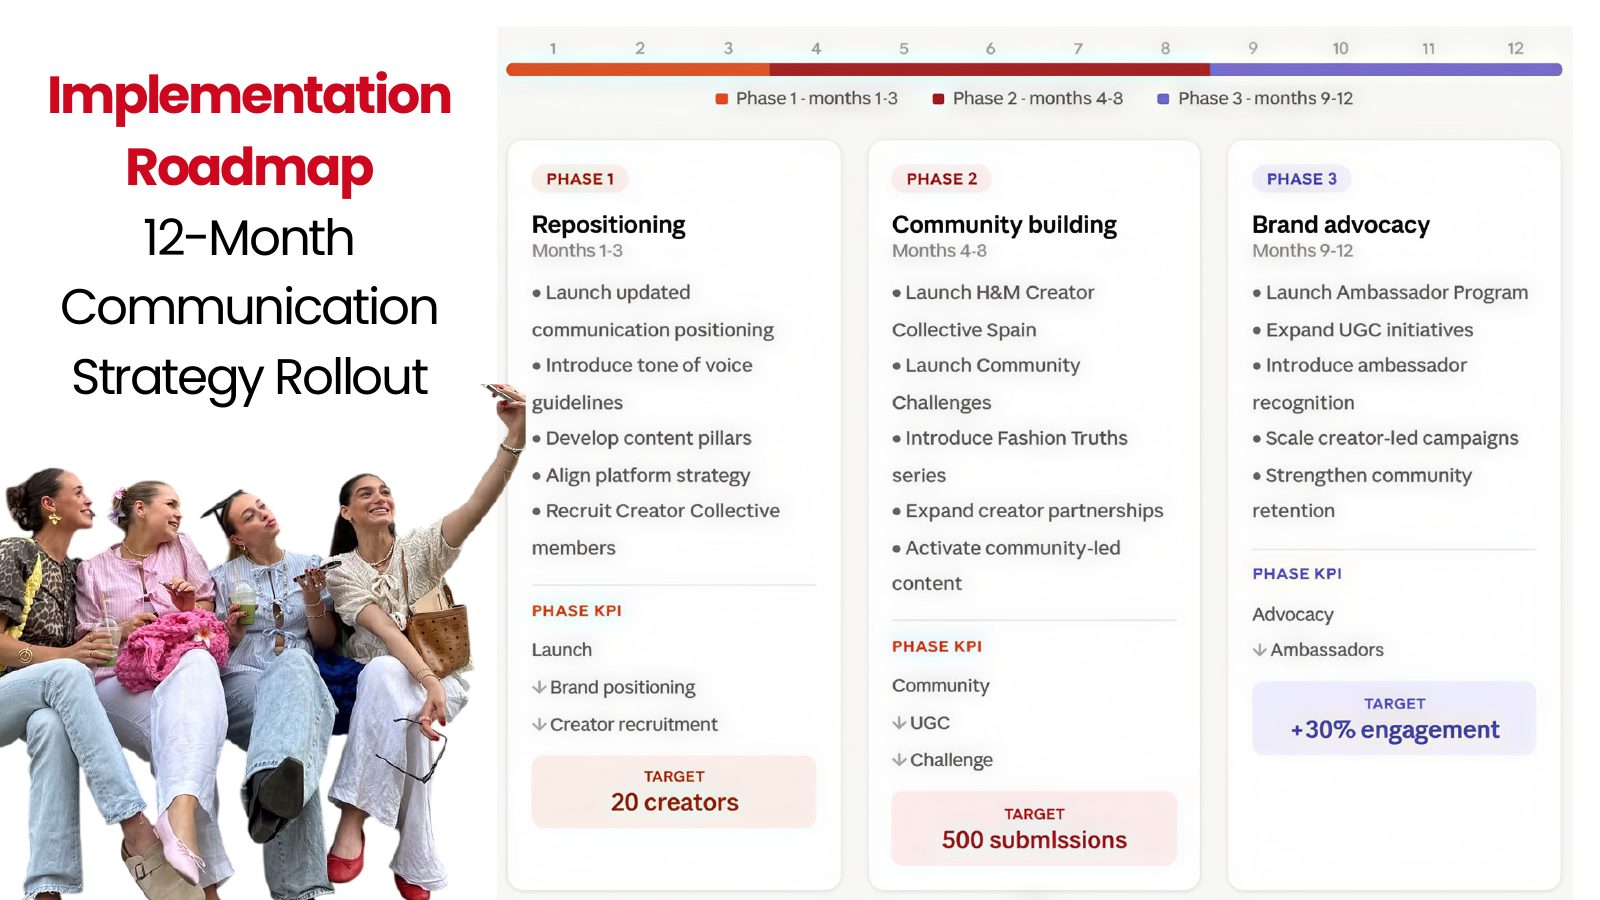 Implementation
Roadmap
12-Month
Communication
Strategy Rollout
1 2 3 4 5 6 7 8 9 10 11 12
Phase 1 - months 1-3 Phase 2 - months 4-8 Phase 3 - months 9-12
PHASE 1
Repositioning
Months 1-3
• Launch updated
communication positioning
• Introduce tone of voice
guidelines
• Develop content pillars
• Align platform strategy
• Recruit Creator Collective
members
PHASE KPI
Launch
↓ Brand positioning
↓ Creator recruitment
TARGET
20 creators
PHASE 2
Community building
Months 4-8
• Launch H&M Creator
Collective Spain
• Launch Community
Challenges
• Introduce Fashion Truths
series
• Expand creator partnerships
• Activate community-led
content
PHASE KPI
Community
↓ UGC
↓ Challenge
TARGET
500 submlssions
PHASE 3
Brand advocacy
Months 9-12
• Launch Ambassador Program
• Expand UGC initiatives
• Introduce ambassador
recognition
• Scale creator-led campaigns
• Strengthen community
retention
PHASE KPI
Advocacy
↓ Ambassadors
TARGET
+30% engagement